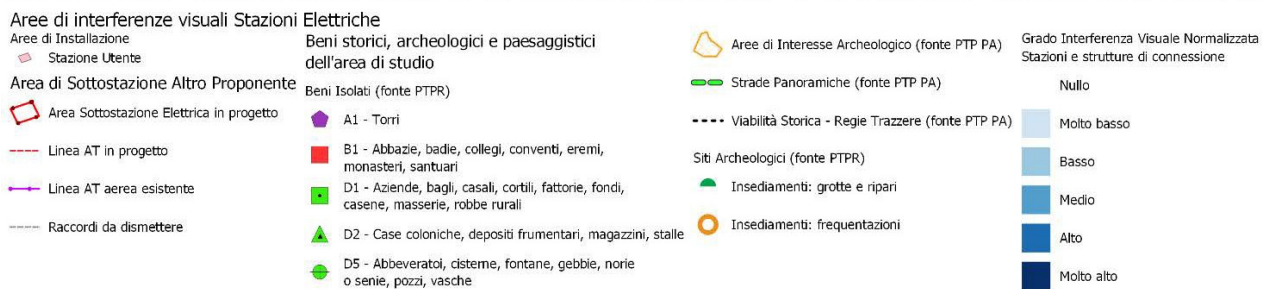 Aree di interferenze visuali Stazioni Elettriche
Aree di Installazione
Stazione Utente
Area di Sottostazione Altro Proponente
Area Sottostazione Elettrica in progetto
Linea AT in progetto
Linea AT aerea esistente
Raccordi da dismettere
Beni storici, archeologici e paesaggistici
dell'area di studio
Beni Isolati (fonte PTPR)
A1 - Torri
B1 - Abbazie, badie, collegi, conventi, eremi,
monasteri, santuari
D1 - Aziende, bagli, casali, cortili, fattorie, fondi,
casene, masserie, robbe rurali
D2 - Case coloniche, depositi frumentari, magazzini, stalle
D5 - Abbeveratoi, cisterne, fontane, gebbie, norie
o senie, pozzi, vasche
Aree di Interesse Archeologico (fonte PTP PA)
Strade Panoramiche (fonte PTP PA)
Viabilità Storica - Regie Trazzere (fonte PTP PA)
Siti Archeologici (fonte PTPR)
Insediamenti: grotte e ripari
Insediamenti: frequentazioni
Grado Interferenza Visuale Normalizzata
Stazioni e strutture di connessione
Nullo
Molto basso
Basso
Medio
Alto
Molto alto